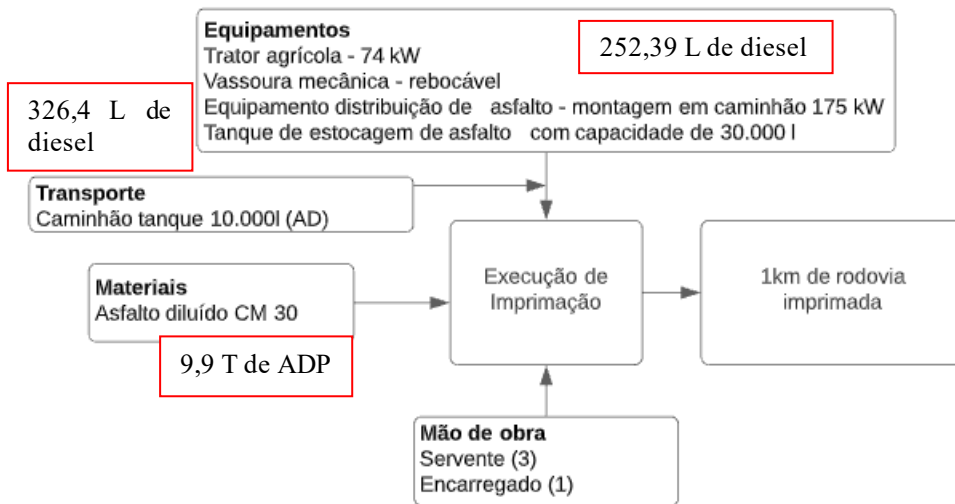 Equipamentos
Trator agrícola - 74 kW
Vassoura mecânica - rebocável
Equipamento distribuição de asfalto - montagem em caminhão 175 kW
Tanque de estocagem de asfalto com capacidade de 30.000 l
252,39 L de diesel
326,4 L de
diesel
Transporte
Caminhão tanque 10.000l (AD)
Materiais
Asfalto diluído CM 30
9,9 T de ADP
Execução de
Imprimação
1km de rodovia
imprimada
Mão de obra
Servente (3)
Encarregado (1)